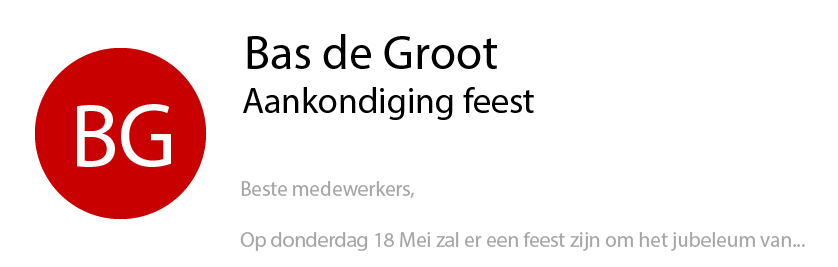 BG
Bas de Groot
Aankondiging feest
Beste medewerkers,
Op donderdag 18 Mei zal er een feest zijn om het jubeleum van...